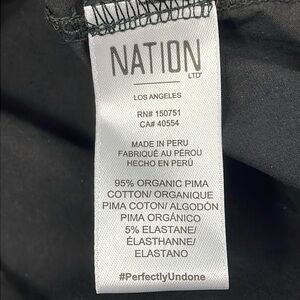 NATION
LTD
LOS ANGELES
RN# 150751
CA# 40554
MADE IN PERU
FABRIQUÉ AU PÉROU
HECHO EN PERÚ
95% ORGANIC PIMA
COTTON/ ORGANIQUE
PIMA COTON/ ALGODÓN
PIMA ORGÁNICO
5% ELASTANE/
ÉLASTHANNE/
ELASTANO
#PerfectlyUndone